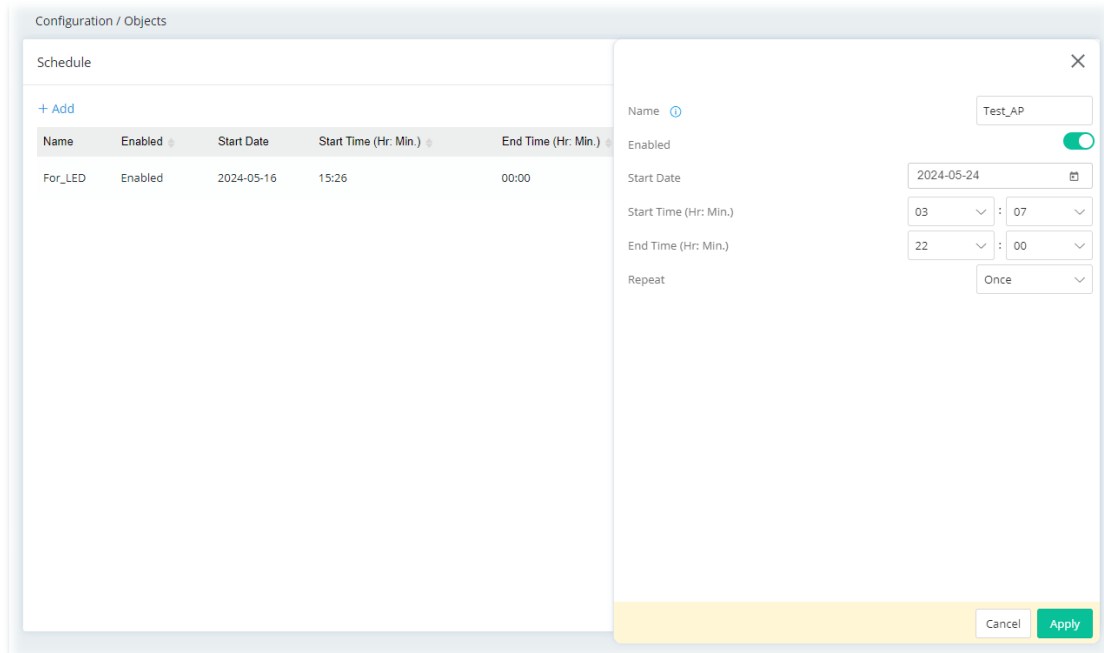 Configuration / Objects
Schedule
+ Add
Name Enabled Start Date Start Time (Hr: Min.) End Time (Hr: Min.)
For_LED Enabled 2024-05-16 15:26 00:00
Name Test_AP
Enabled
Start Date 2024-05-24
Start Time (Hr: Min.) 03 : 07
End Time (Hr: Min.) 22 : 00
Repeat Once
Cancel Apply